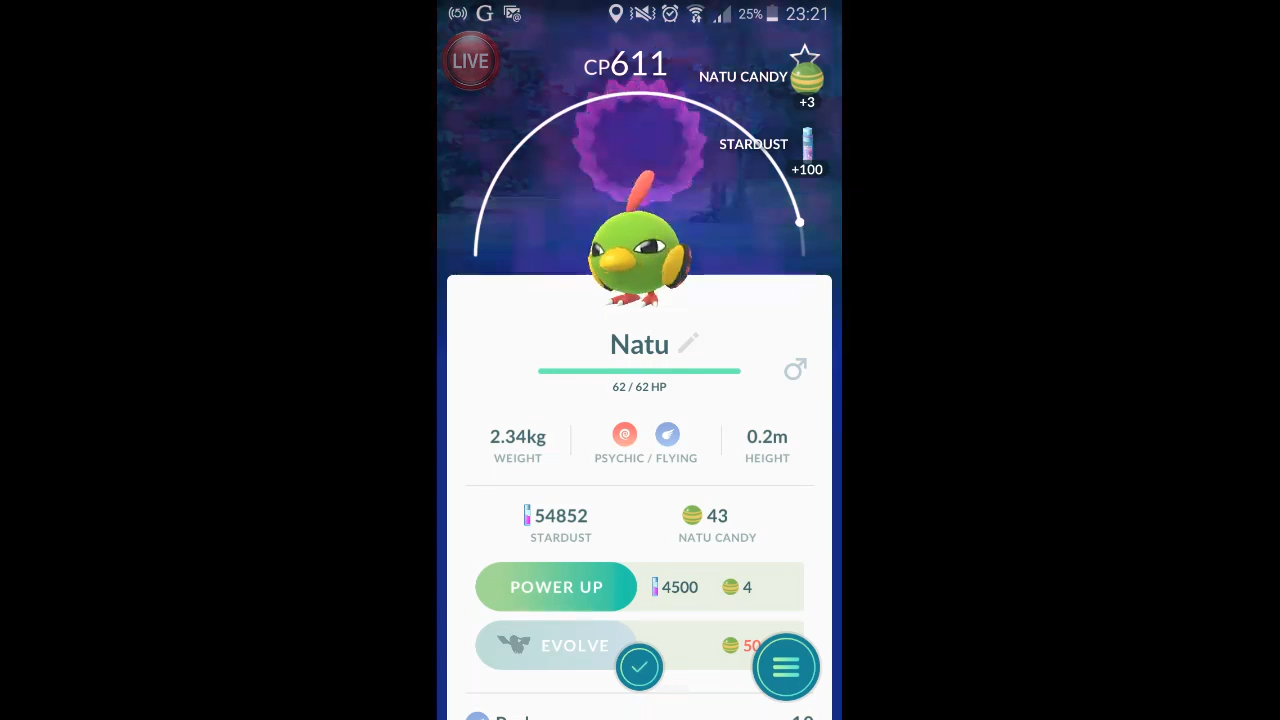 25% 23:21
LIVE
CP611
NATU CANDY
+3
STARDUST
+100
Natu
62 / 62 HP
2.34kg
WEIGHT
PSYCHIC / FLYING
0.2m
HEIGHT
54852
STARDUST
43
NATU CANDY
POWER UP 4500 4
EVOLVE 50